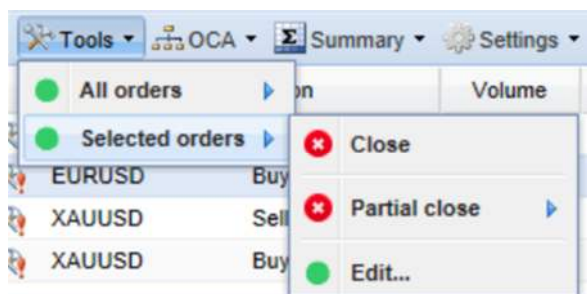 Tools OCA Summary Settings
All orders on Volume
Selected orders Close
EURUSD Buy
Partial close
XAUUSD Sell
XAUUSD Buy
Edit...